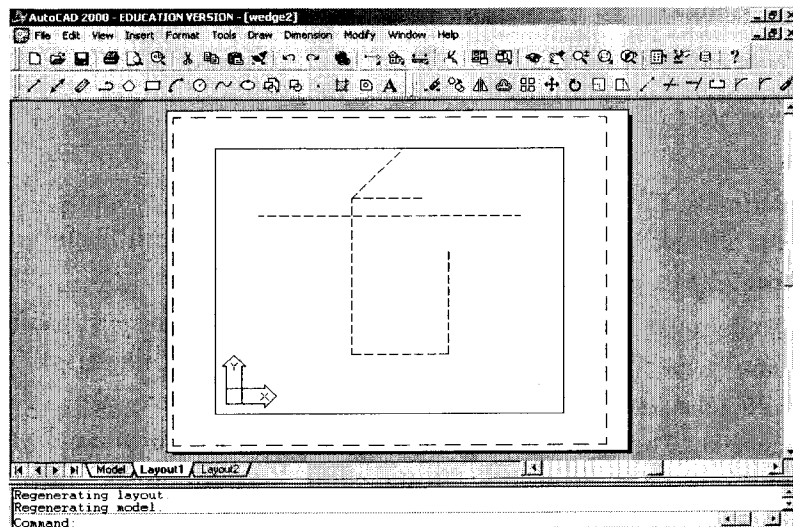 AutoCAD 2000 - EDUCATION VERSION - [wedge2]
File Edit View Insert Format Tools Draw Dimension Modify Window Help
A
Y
X
Model Layout1 Layout2
Regenerating layout.
Regenerating model.
Command: